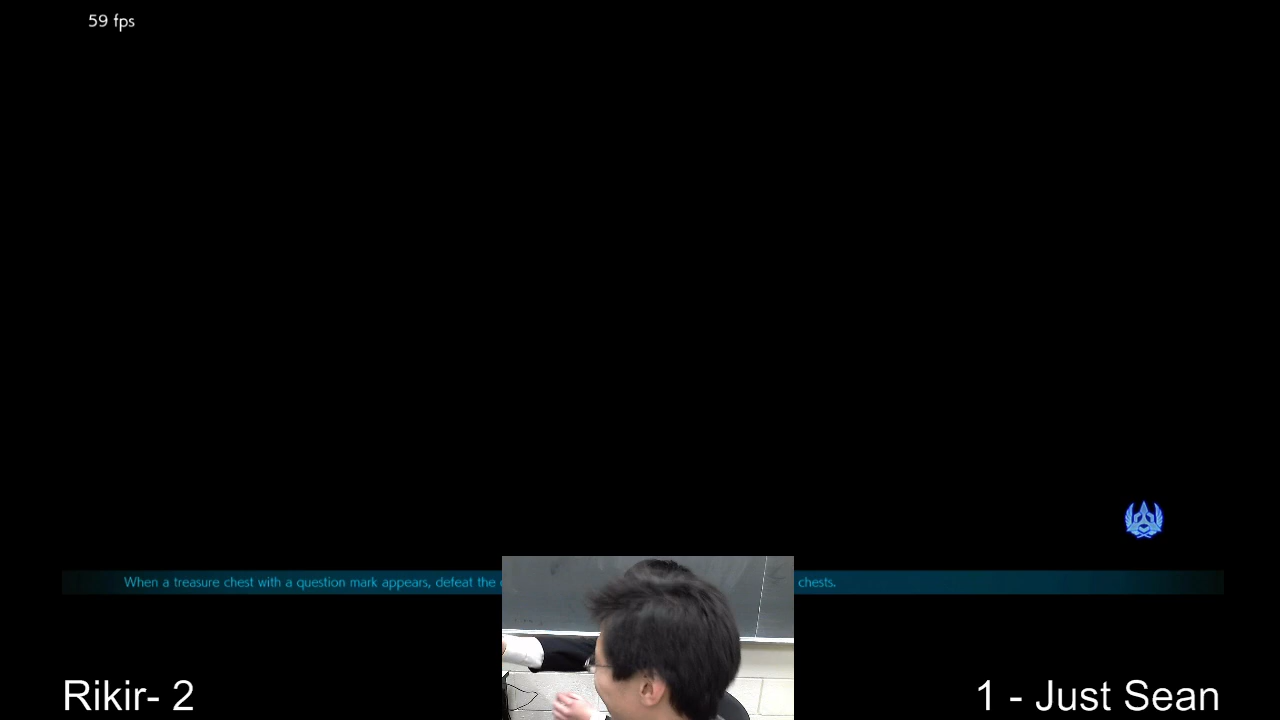 59 fps
When a treasure chest with a question mark appears, defeat the
chests.
Rikir- 2
1 - Just Sean